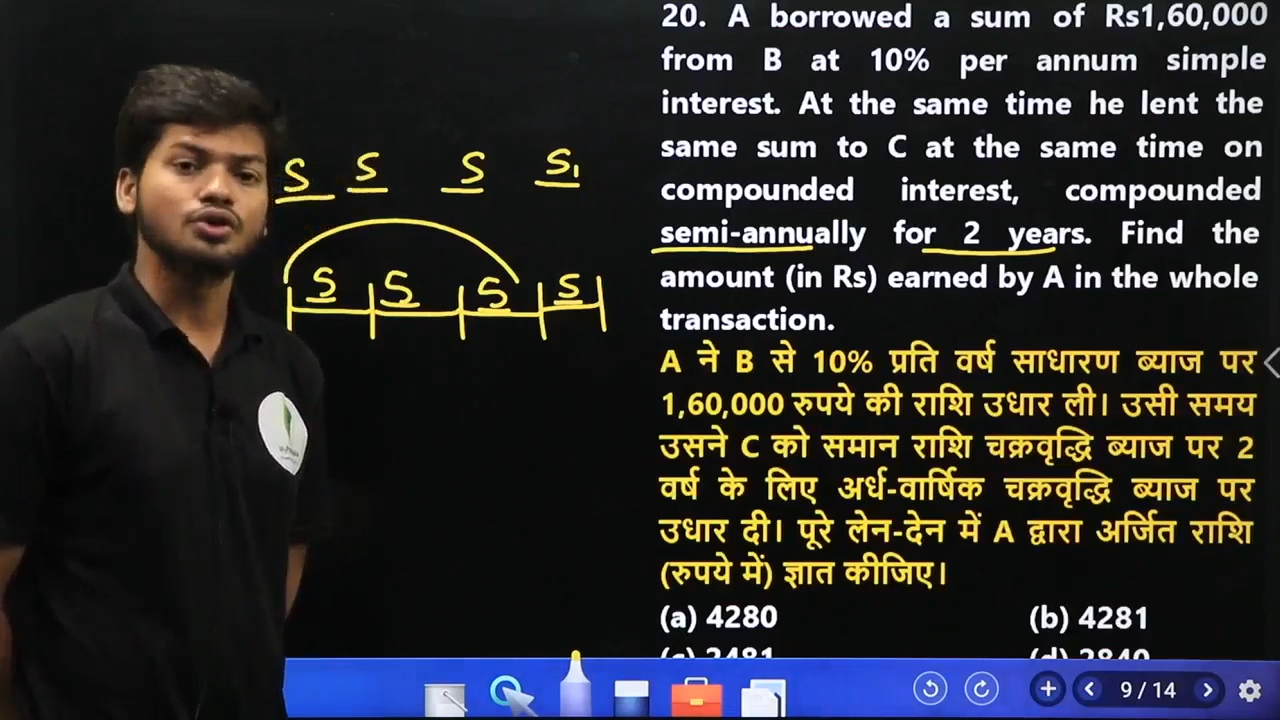 20. A borrowed a sum of Rs1,60,000
from B at 10% per annum simple
interest. At the same time he lent the
same sum to C at the same time on
compounded interest, compounded
semi-annually for 2 years. Find the
amount (in Rs) earned by A in the whole
transaction.
A ने B से 10% प्रति वर्ष साधारण ब्याज पर
1,60,000 रुपये की राशि उधार ली। उसी समय
उसने C को समान राशि चक्रवृद्धि ब्याज पर 2
वर्ष के लिए अर्ध-वार्षिक चक्रवृद्धि ब्याज पर
उधार दी। पूरे लेन-देन में A द्वारा अर्जित राशि
(रुपये में) ज्ञात कीजिए।
(a) 4280 (b) 4281
(c) 2481 (d) 2840
S S S S1
S S S S
9 / 14